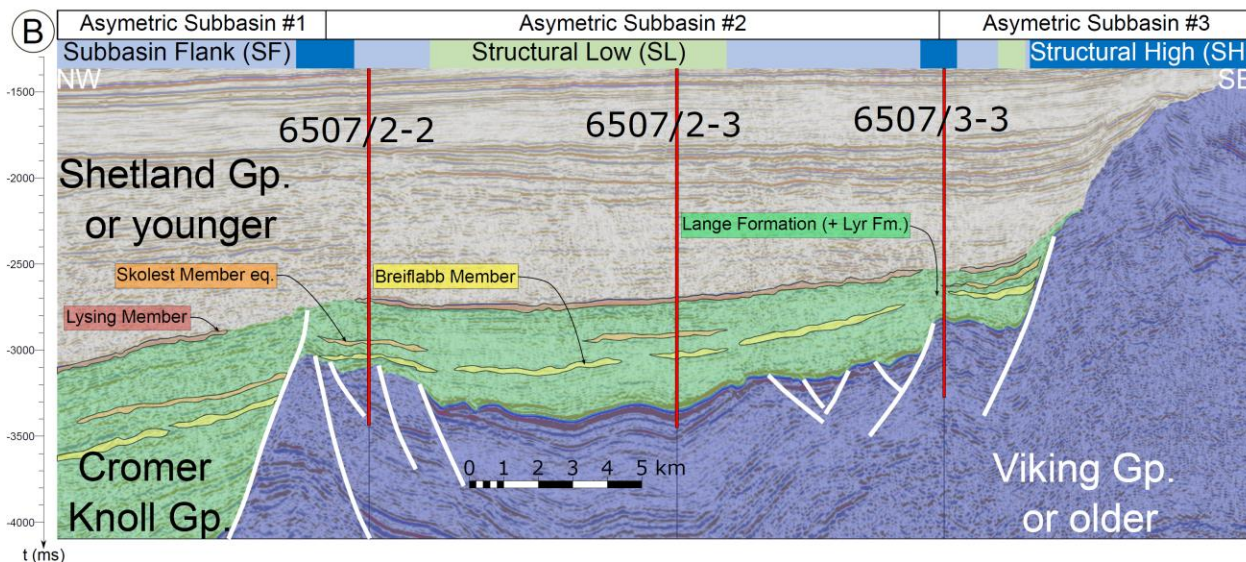 B
Asymetric Subbasin #1
Asymetric Subbasin #2
Asymetric Subbasin #3
Subbasin Flank (SF)
Structural Low (SL)
Structural High (SH
NW
SE
-1500
-2000
-2500
-3000
-3500
-4000
t (ms)
6507/2-2
6507/2-3
6507/3-3
Shetland Gp.
or younger
Lange Formation (+ Lyr Fm.)
Skolest Member eq.
Breiflabb Member
Lysing Member
0 1 2 3 4 5 km
Cromer
Knoll Gp.
Viking Gp.
or older